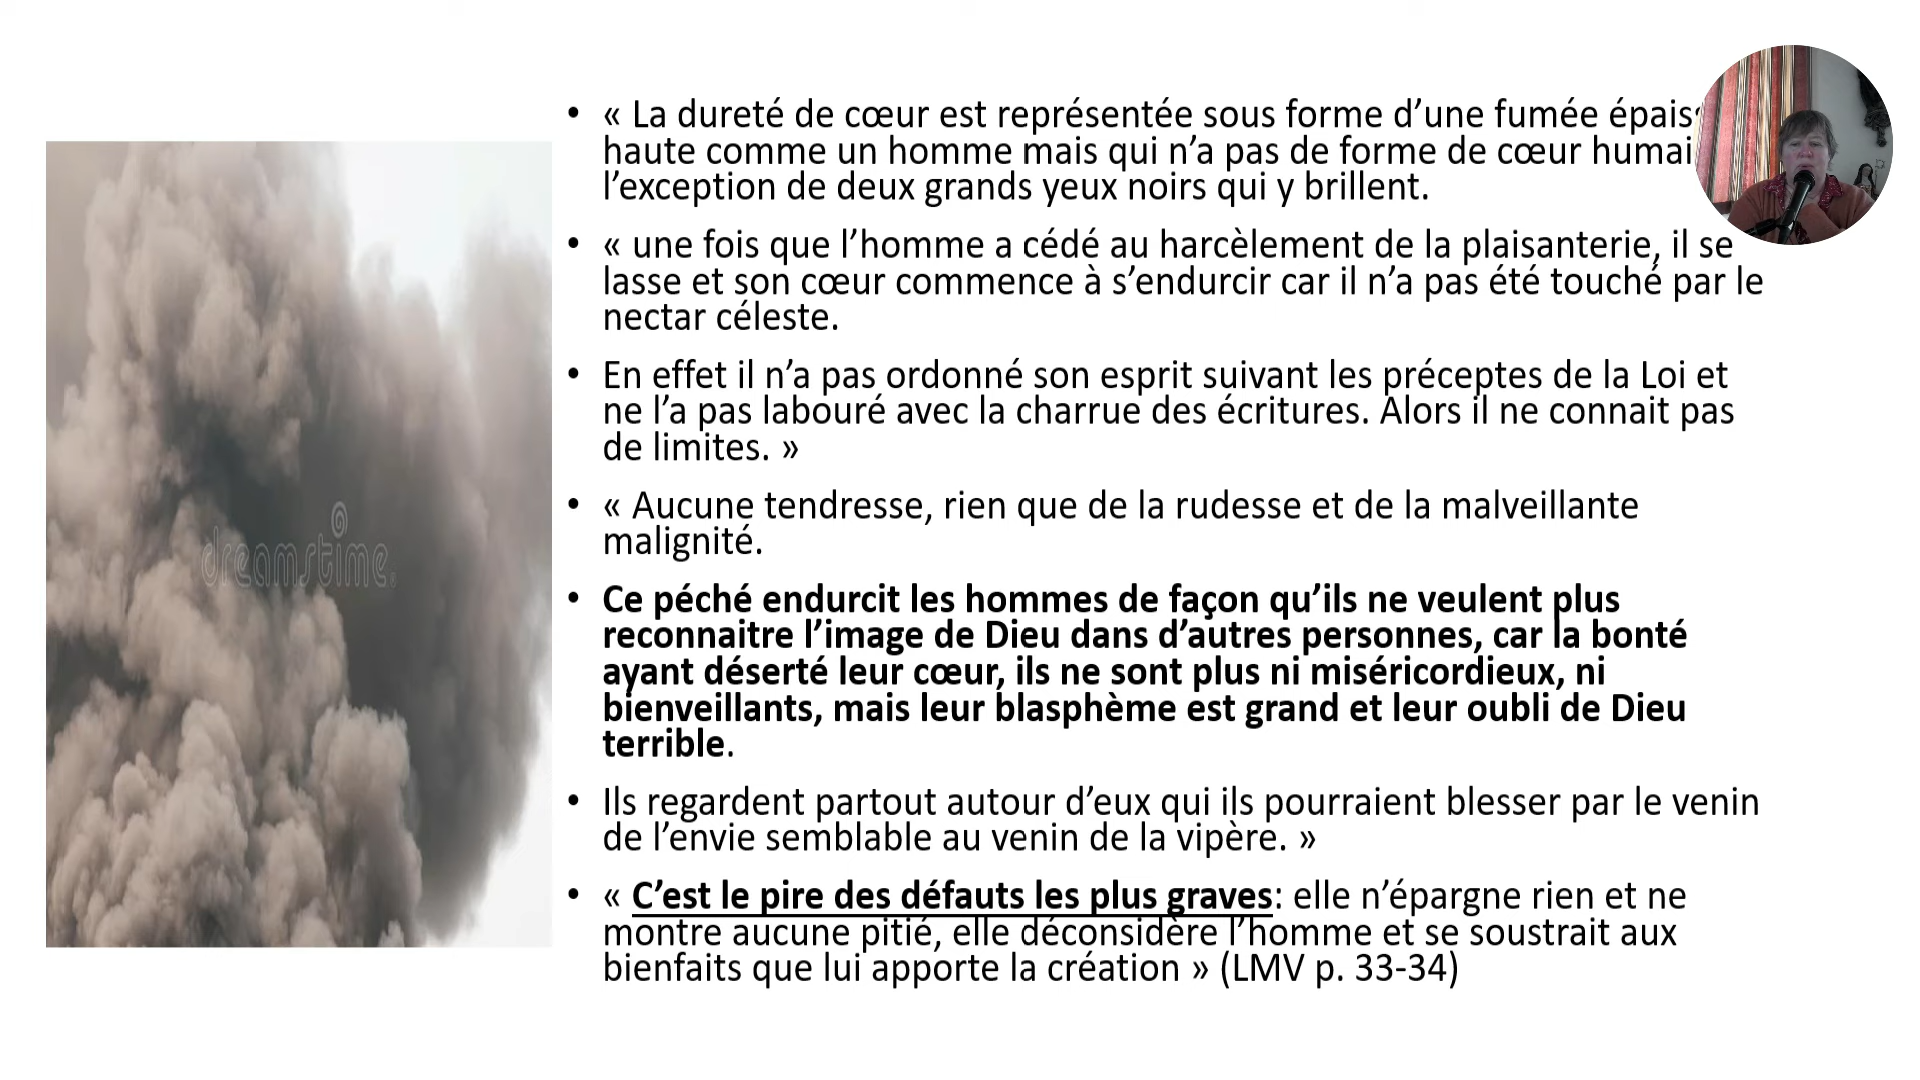 • « La dureté de cœur est représentée sous forme d’une fumée
haute comme un homme mais qui n’a pas de forme de cœur
l’exception de deux grands yeux noirs qui y brillent.
• « une fois que l’homme a cédé au harcèlement de la plaisanterie, il se
lasse et son cœur commence à s’endurcir car il n’a pas été touché par le
nectar céleste.
• En effet il n’a pas ordonné son esprit suivant les préceptes de la Loi et
ne l’a pas labouré avec la charrue des écritures. Alors il ne connait pas
de limites. »
• « Aucune tendresse, rien que de la rudesse et de la malveillante
malignité.
• Ce péché endurcit les hommes de façon qu’ils ne veulent plus
reconnaitre l’image de Dieu dans d’autres personnes, car la bonté
ayant déserté leur cœur, ils ne sont plus ni miséricordieux, ni
bienveillants, mais leur blasphème est grand et leur oubli de Dieu
terrible.
• Ils regardent partout autour d’eux qui ils pourraient blesser par le venin
de l’envie semblable au venin de la vipère. »
• « C’est le pire des défauts les plus graves: elle n’épargne rien et ne
montre aucune pitié, elle déconsidère l’homme et se soustrait aux
bienfaits que lui apporte la création » (LMV p. 33-34)
dreamstime.